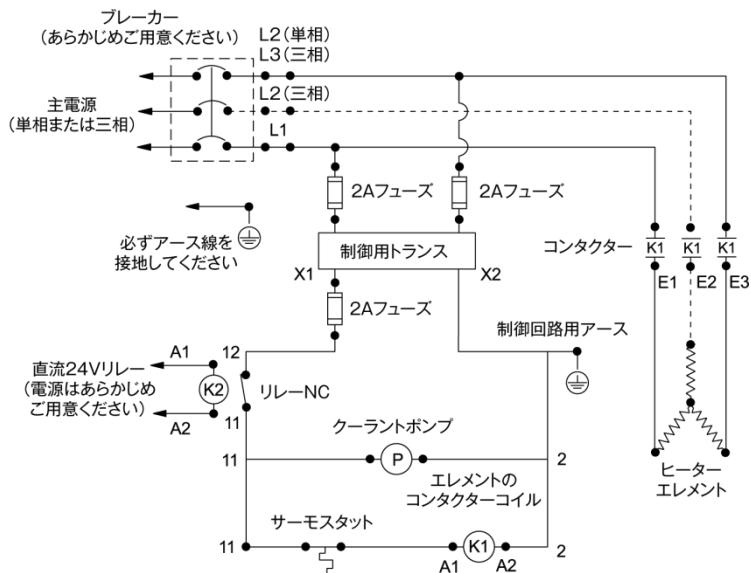 ブレーカー
(あらかじめご用意ください)
L2(単相)
L3(三相)
主電源
(単相または三相)
L2(三相)
L1
2Aフューズ
2Aフューズ
必ずアース線を
接地してください
制御用トランス
X1
X2
コンタクター
K1
K1
K1
E1
E2
E3
2Aフューズ
制御回路用アース
直流24Vリレー
(電源はあらかじめ
ご用意ください)
A1
K2
A2
12
リレーNC
11
クーラントポンプ
11
P
2
エレメントの
コンタクターコイル
ヒーター
エレメント
サーモスタット
11
K1
A1
A2
2